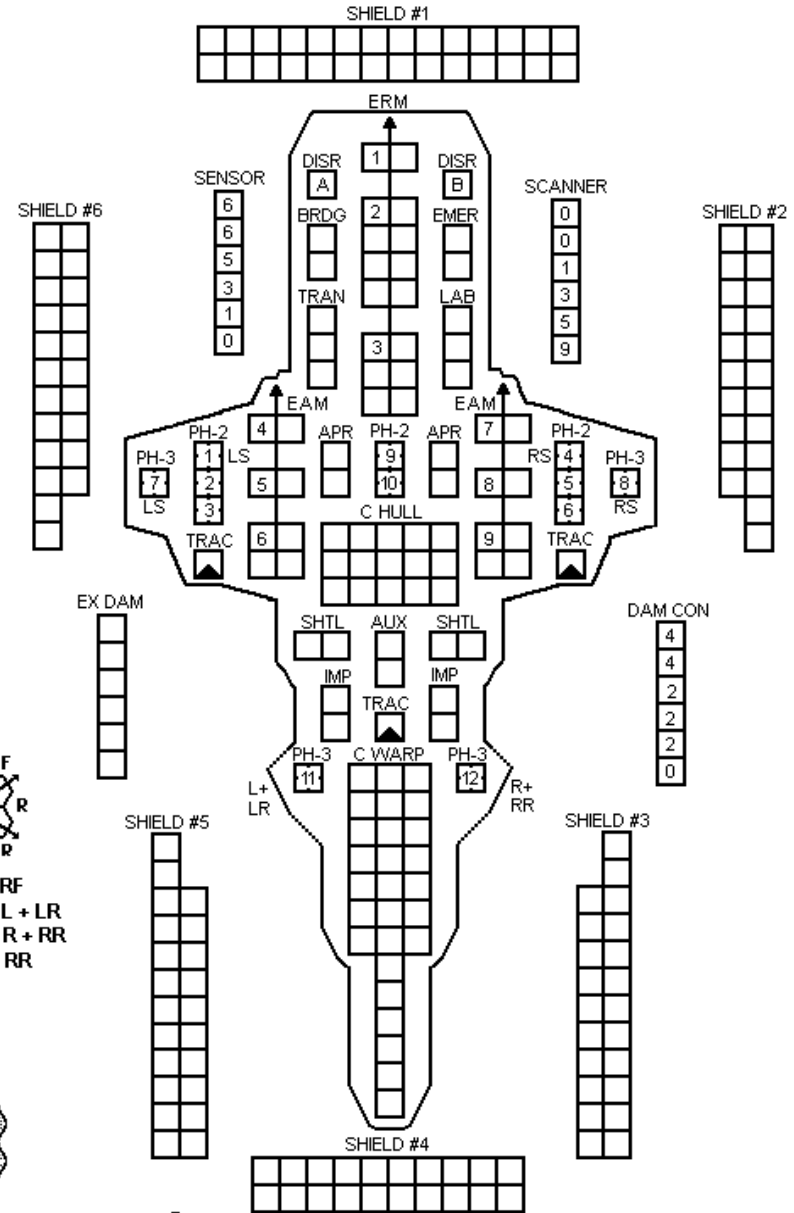 SHIELD #1
ERM
1
DISR DISR
A B
SENSOR SCANNER
6 6 5 3 1 0
0 0 1 3 5 9
SHIELD #6 SHIELD #2
BRDG 2 EMER
TRAN LAB
3
EAM EAM
4 7
PH-2 APR PH-2 APR PH-2
PH-3 1 LS 9 RS 4 PH-3
7 2 5 10 8 5 8
LS 3 6 RS
C HULL
TRAC 6 9 TRAC
EX DAM DAM CON
4 4 2 2 2 0
SHTL AUX SHTL
IMP IMP
TRAC
PH-3 C WARP PH-3
11 12
L+ R+
LR RR
F
R
R
RF
L + LR
R + RR
RR
SHIELD #5 SHIELD #3
SHIELD #4